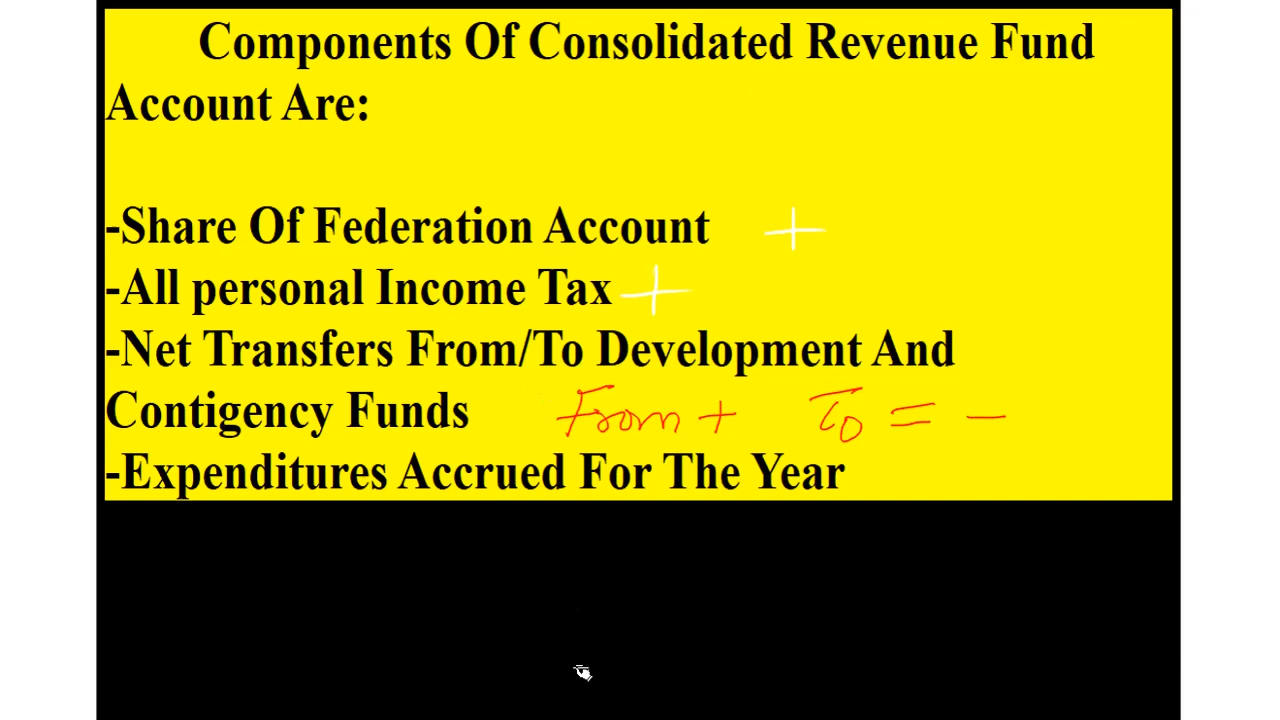 Components Of Consolidated Revenue Fund
Account Are:
-Share Of Federation Account +
-All personal Income Tax +
-Net Transfers From/To Development And
Contigency Funds From + To = -
-Expenditures Accrued For The Year